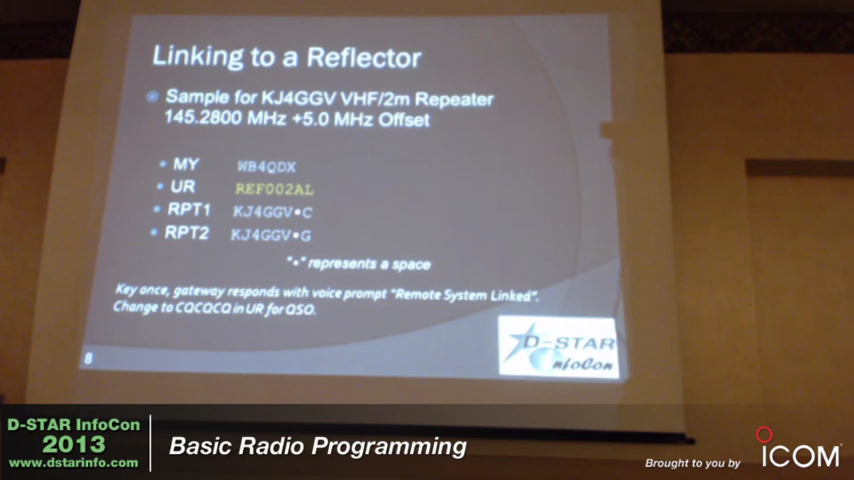 Linking to a Reflector
Sample for KJ4GGV VHF/2m Repeater
145.2800 MHz +5.0 MHz Offset
• MY WB4QDX
• UR REF002AL
• RPT1 KJ4GGV•C
• RPT2 KJ4GGV•G
"•" represents a space
Key once, gateway responds with voice prompt "Remote System Linked".
Change to CQCQCQ in UR for QSO.
D-STAR
InfoCon
8
D-STAR InfoCon
2013
www.dstarinfo.com
Basic Radio Programming
Brought to you by
ICOM